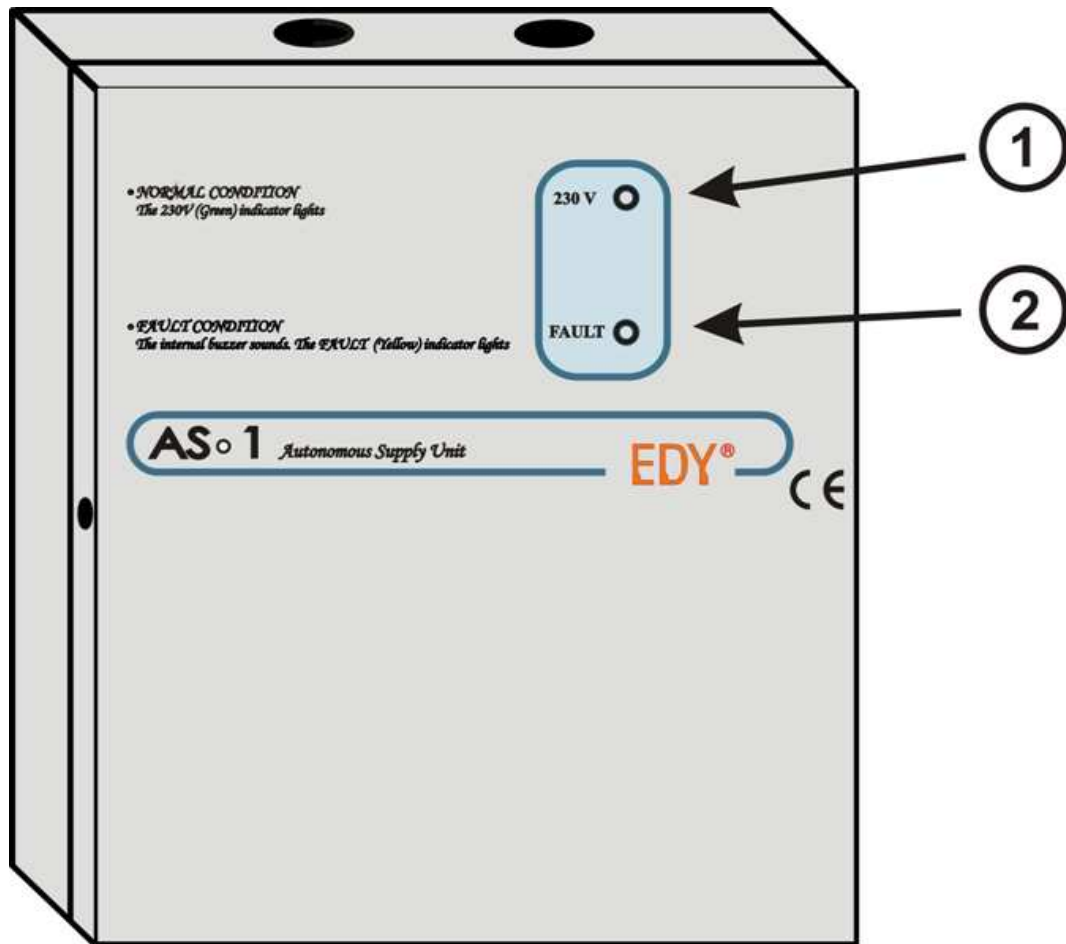 • NORMAL CONDITION
The 230V (Green) indicator lights
230 V
1
• FAULT CONDITION
The internal buzzer sounds. The FAULT (Yellow) indicator lights
FAULT
2
AS◦1 Autonomous Supply Unit
EDY®
CE